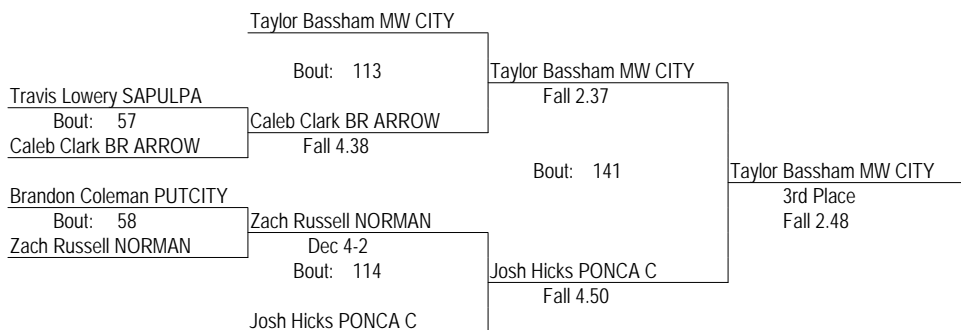 Taylor Bassham MW CITY
Bout: 113
Taylor Bassham MW CITY
Fall 2.37
Travis Lowery SAPULPA
Bout: 57
Caleb Clark BR ARROW
Caleb Clark BR ARROW
Fall 4.38
Bout: 141
Taylor Bassham MW CITY
3rd Place
Fall 2.48
Brandon Coleman PUTCITY
Bout: 58
Zach Russell NORMAN
Zach Russell NORMAN
Dec 4-2
Bout: 114
Josh Hicks PONCA C
Fall 4.50
Josh Hicks PONCA C